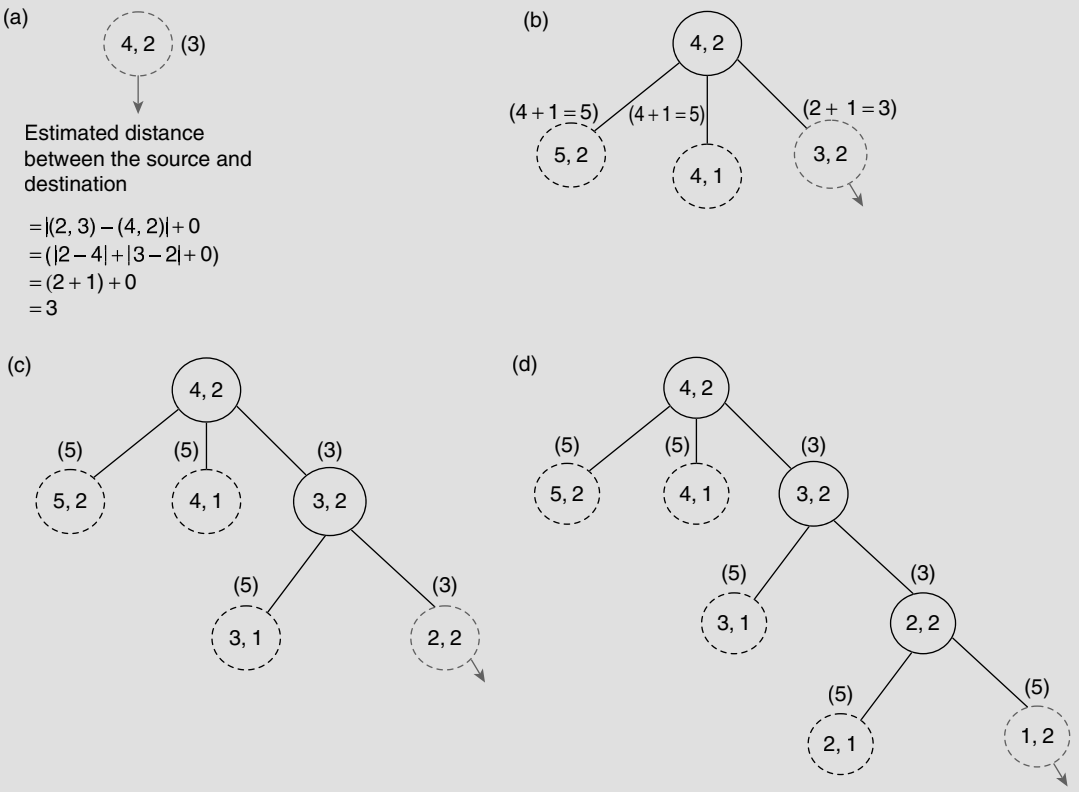 (a)
4, 2 (3)
Estimated distance
between the source and
destination
= |(2, 3) – (4, 2)| + 0
= (|2 – 4| + |3 – 2| + 0)
= (2 + 1) + 0
= 3
(b)
4, 2
(4 + 1 = 5) (4 + 1 = 5) (2 + 1 = 3)
5, 2 4, 1 3, 2
(c)
4, 2
(5) (5) (3)
5, 2 4, 1 3, 2
(5) (3)
3, 1 2, 2
(d)
4, 2
(5) (5) (3)
5, 2 4, 1 3, 2
(5) (3)
3, 1 2, 2
(5) (5)
2, 1 1, 2